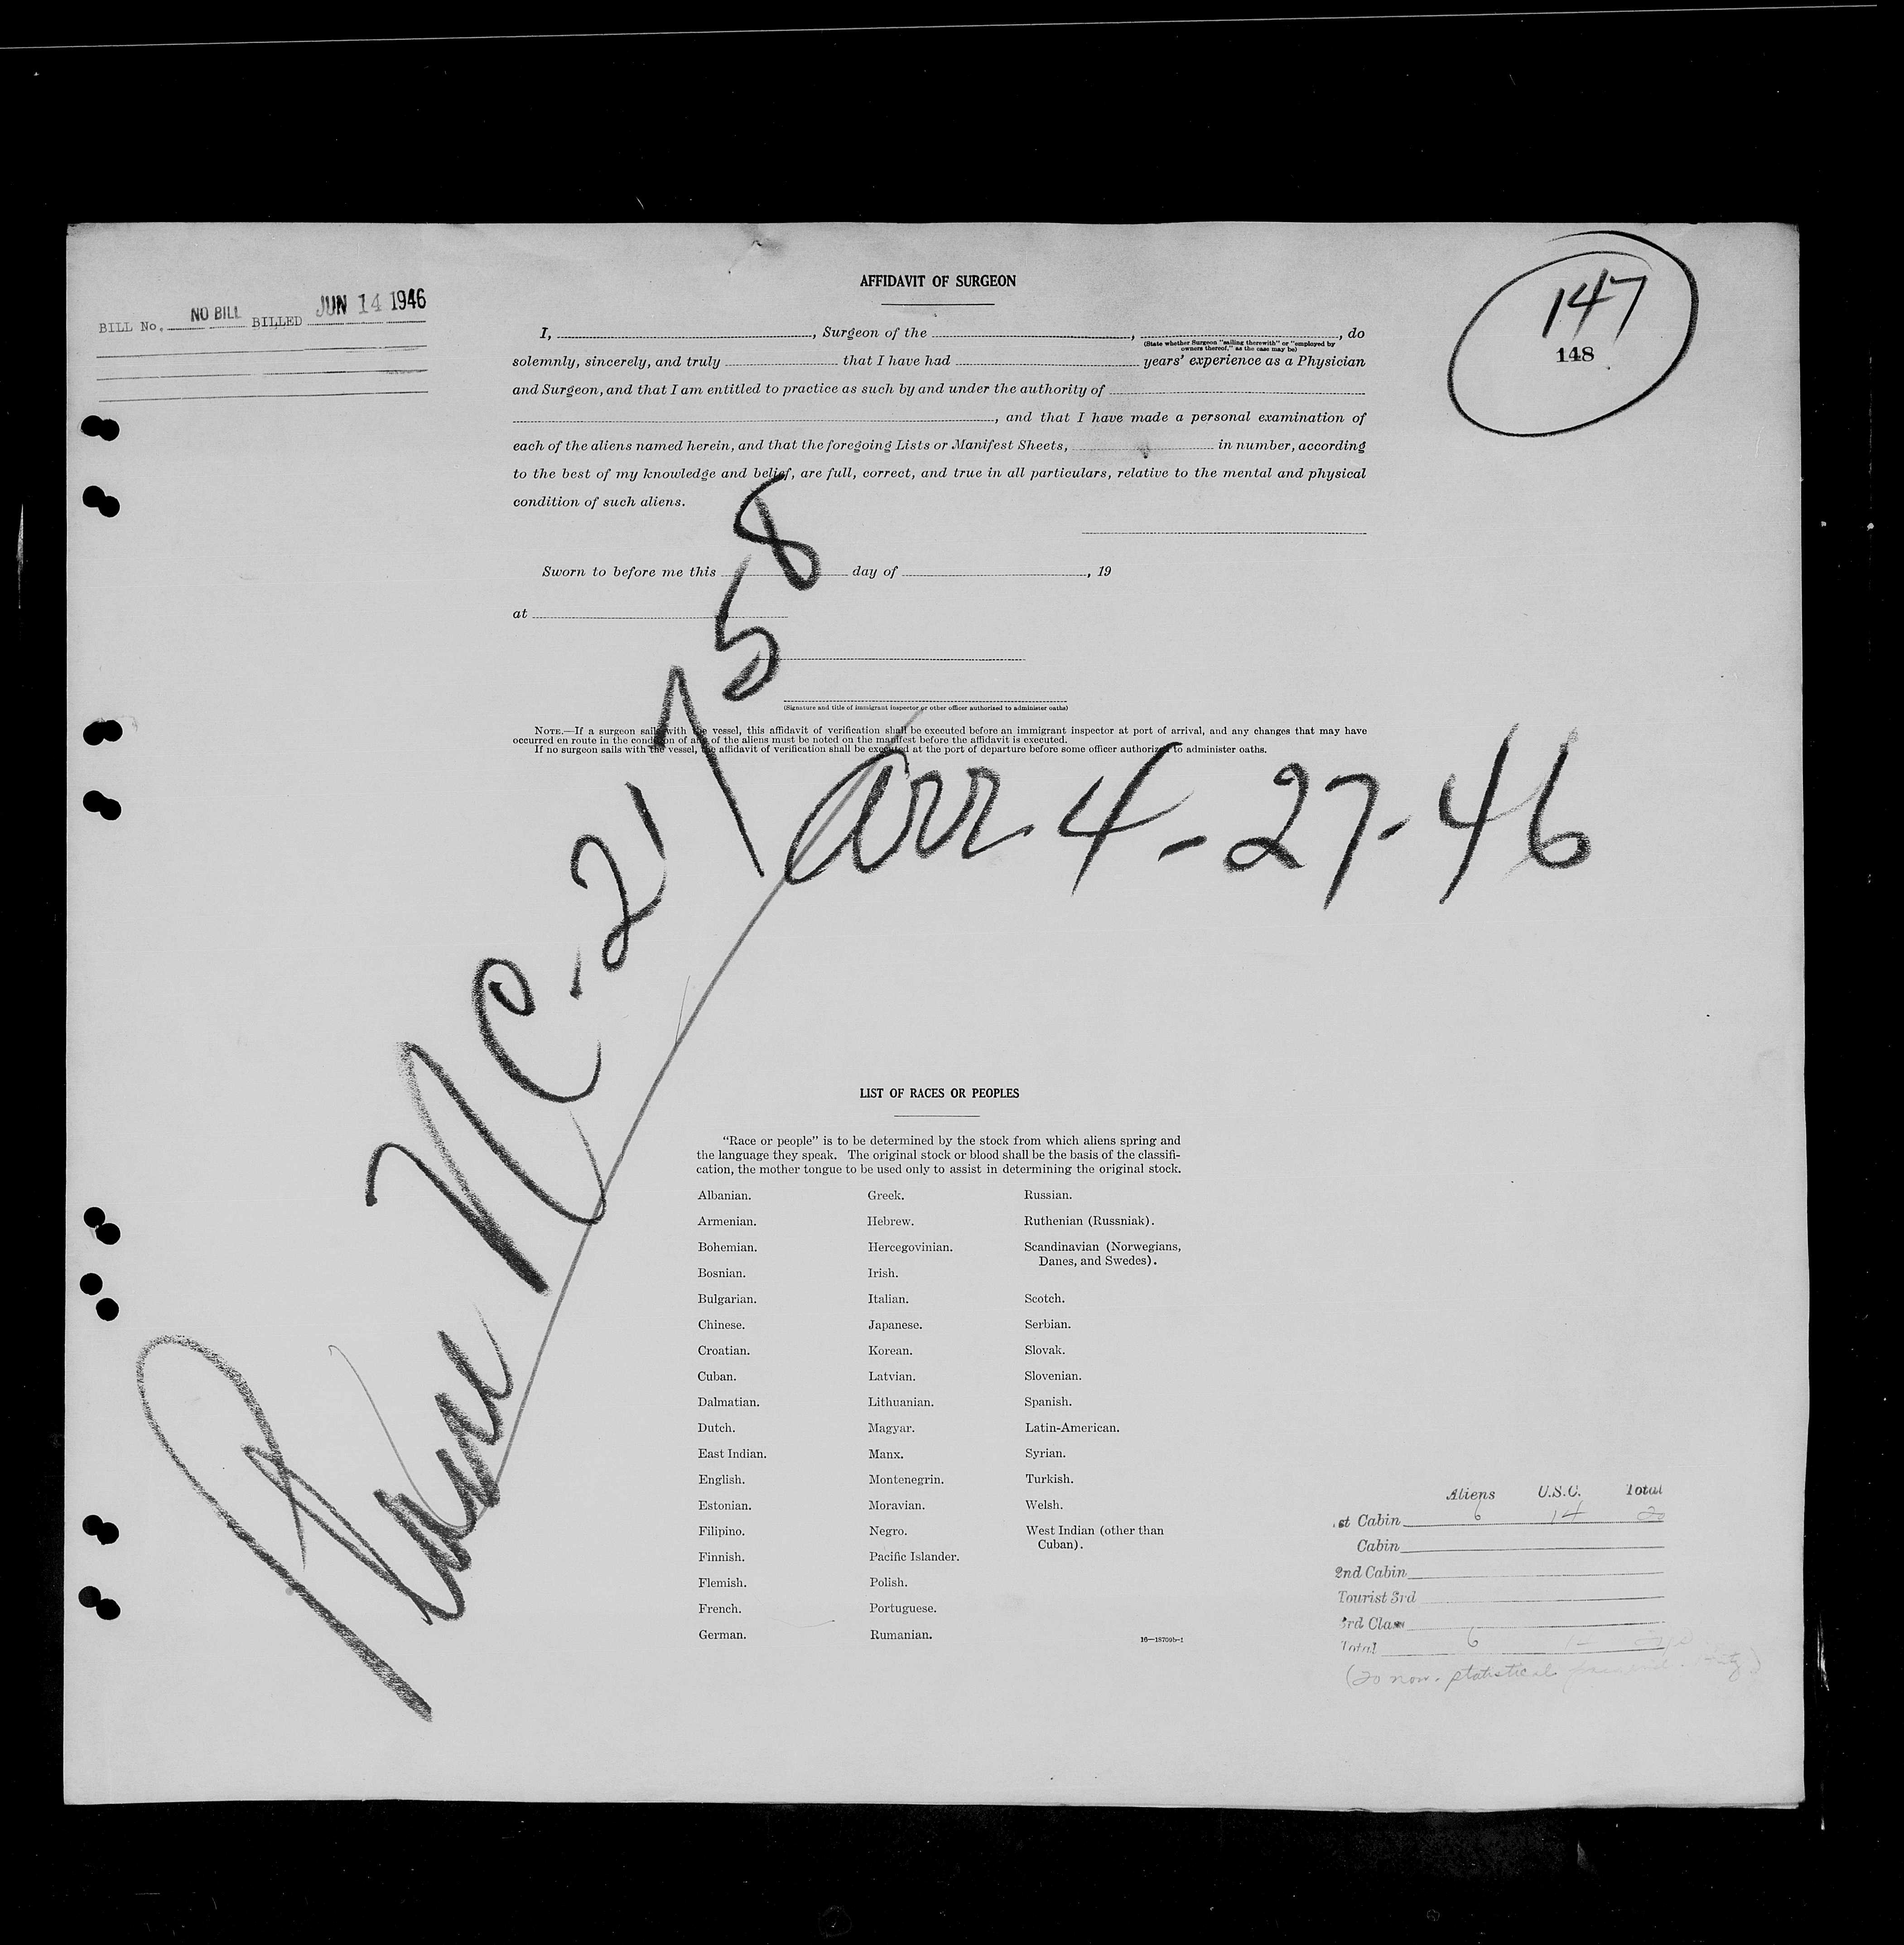 BILL No. NO BILL BILLED JUN 14 1946
147
148
AFFIDAVIT OF SURGEON
I, , Surgeon of the , , do
(State whether Surgeon "sailing therewith" or "employed by
owners thereof," as the case may be)
solemnly, sincerely, and truly that I have had years' experience as a Physician
and Surgeon, and that I am entitled to practice as such by and under the authority of
, and that I have made a personal examination of
each of the aliens named herein, and that the foregoing Lists or Manifest Sheets, in number, according
to the best of my knowledge and belief, are full, correct, and true in all particulars, relative to the mental and physical
condition of such aliens.
Sworn to before me this day of , 19
at
(Signature and title of immigrant inspector or other officer authorized to administer oaths)
NOTE.—If a surgeon sails with the vessel, this affidavit of verification shall be executed before an immigrant inspector at port of arrival, and any changes that may have
occurred en route in the condition of any of the aliens must be noted on the manifest before the affidavit is executed.
If no surgeon sails with the vessel, the affidavit of verification shall be executed at the port of departure before some officer authorized to administer oaths.
Plane NC-21758
arr 4-27-46
LIST OF RACES OR PEOPLES
"Race or people" is to be determined by the stock from which aliens spring and
the language they speak. The original stock or blood shall be the basis of the classifi-
cation, the mother tongue to be used only to assist in determining the original stock.
Albanian. Greek. Russian.
Armenian. Hebrew. Ruthenian (Russniak).
Bohemian. Hercegovinian. Scandinavian (Norwegians,
Danes, and Swedes).
Bosnian. Irish.
Bulgarian. Italian. Scotch.
Chinese. Japanese. Serbian.
Croatian. Korean. Slovak.
Cuban. Latvian. Slovenian.
Dalmatian. Lithuanian. Spanish.
Dutch. Magyar. Latin-American.
East Indian. Manx. Syrian.
English. Montenegrin. Turkish.
Estonian. Moravian. Welsh.
Filipino. Negro. West Indian (other than
Cuban).
Finnish. Pacific Islander.
Flemish. Polish.
French. Portuguese.
German. Rumanian.
16—18709b-1
Aliens U.S.C. Total
st Cabin 6 14 20
Cabin
2nd Cabin
Tourist 3rd
3rd Class
Total 6
(20 non-statistical